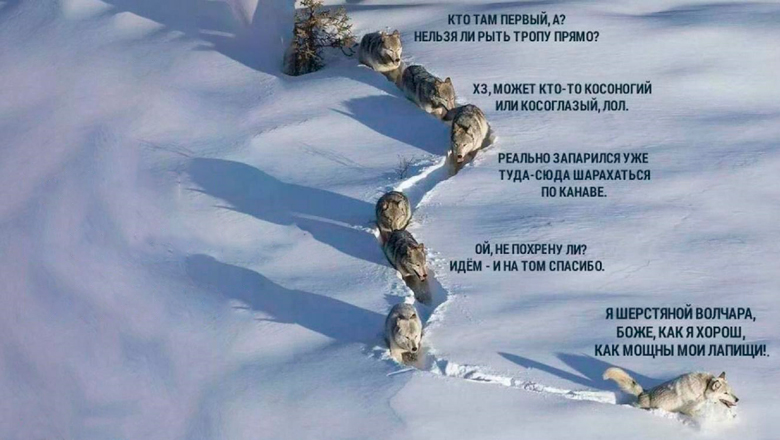 КТО ТАМ ПЕРВЫЙ, А?
НЕЛЬЗЯ ЛИ РЫТЬ ТРОПУ ПРЯМО?
ХЗ, МОЖЕТ КТО-ТО КОСОНОГИЙ
ИЛИ КОСОГЛАЗЫЙ, ЛОЛ.
РЕАЛЬНО ЗАПАРИЛСЯ УЖЕ
ТУДА-СЮДА ШАРАХАТЬСЯ
ПО КАНАВЕ.
ОЙ, НЕ ПОХРЕНУ ЛИ?
ИДЁМ - И НА ТОМ СПАСИБО.
Я ШЕРСТЯНОЙ ВОЛЧАРА,
БОЖЕ, КАК Я ХОРОШ,
КАК МОЩНЫ МОИ ЛАПИЩИ!.